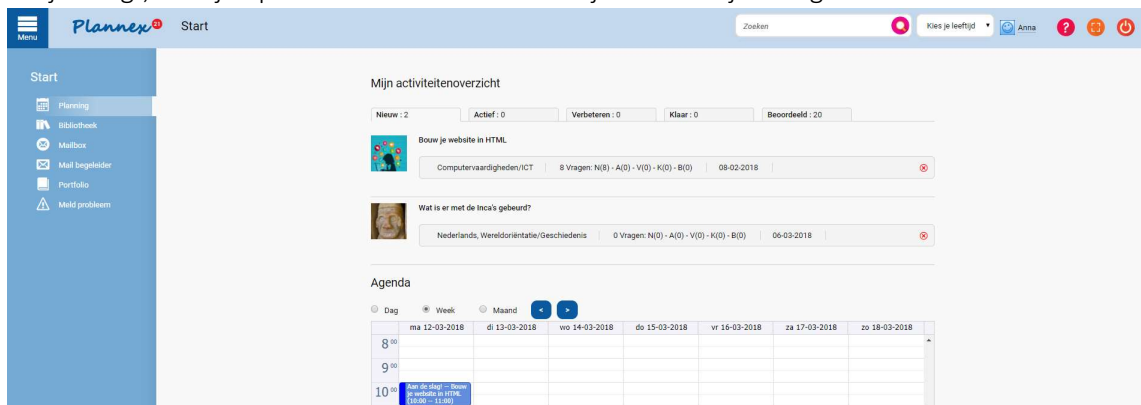 Menu
Plannex 21
Start
Zoeken
Kies je leeftijd
Anna
?
Start
Planning
Bibliotheek
Mailbox
Mail begeleider
Portfolio
Meld probleem
Mijn activiteitenoverzicht
Nieuw : 2 Actief : 0 Verbeteren : 0 Klaar : 0 Beoordeeld : 20
Bouw je website in HTML
Computervaardigheden/ICT 8 Vragen: N(8) - A(0) - V(0) - K(0) - B(0) 08-02-2018
Wat is er met de Inca's gebeurd?
Nederlands, Wereldoriëntatie/Geschiedenis 0 Vragen: N(0) - A(0) - V(0) - K(0) - B(0) 06-03-2018
Agenda
Dag Week Maand < >
ma 12-03-2018 di 13-03-2018 wo 14-03-2018 do 15-03-2018 vr 16-03-2018 za 17-03-2018 zo 18-03-2018
8 00
9 00
10 00
Aan de slag! -- Bouw
je website in HTML
(10:00 -- 11:00)